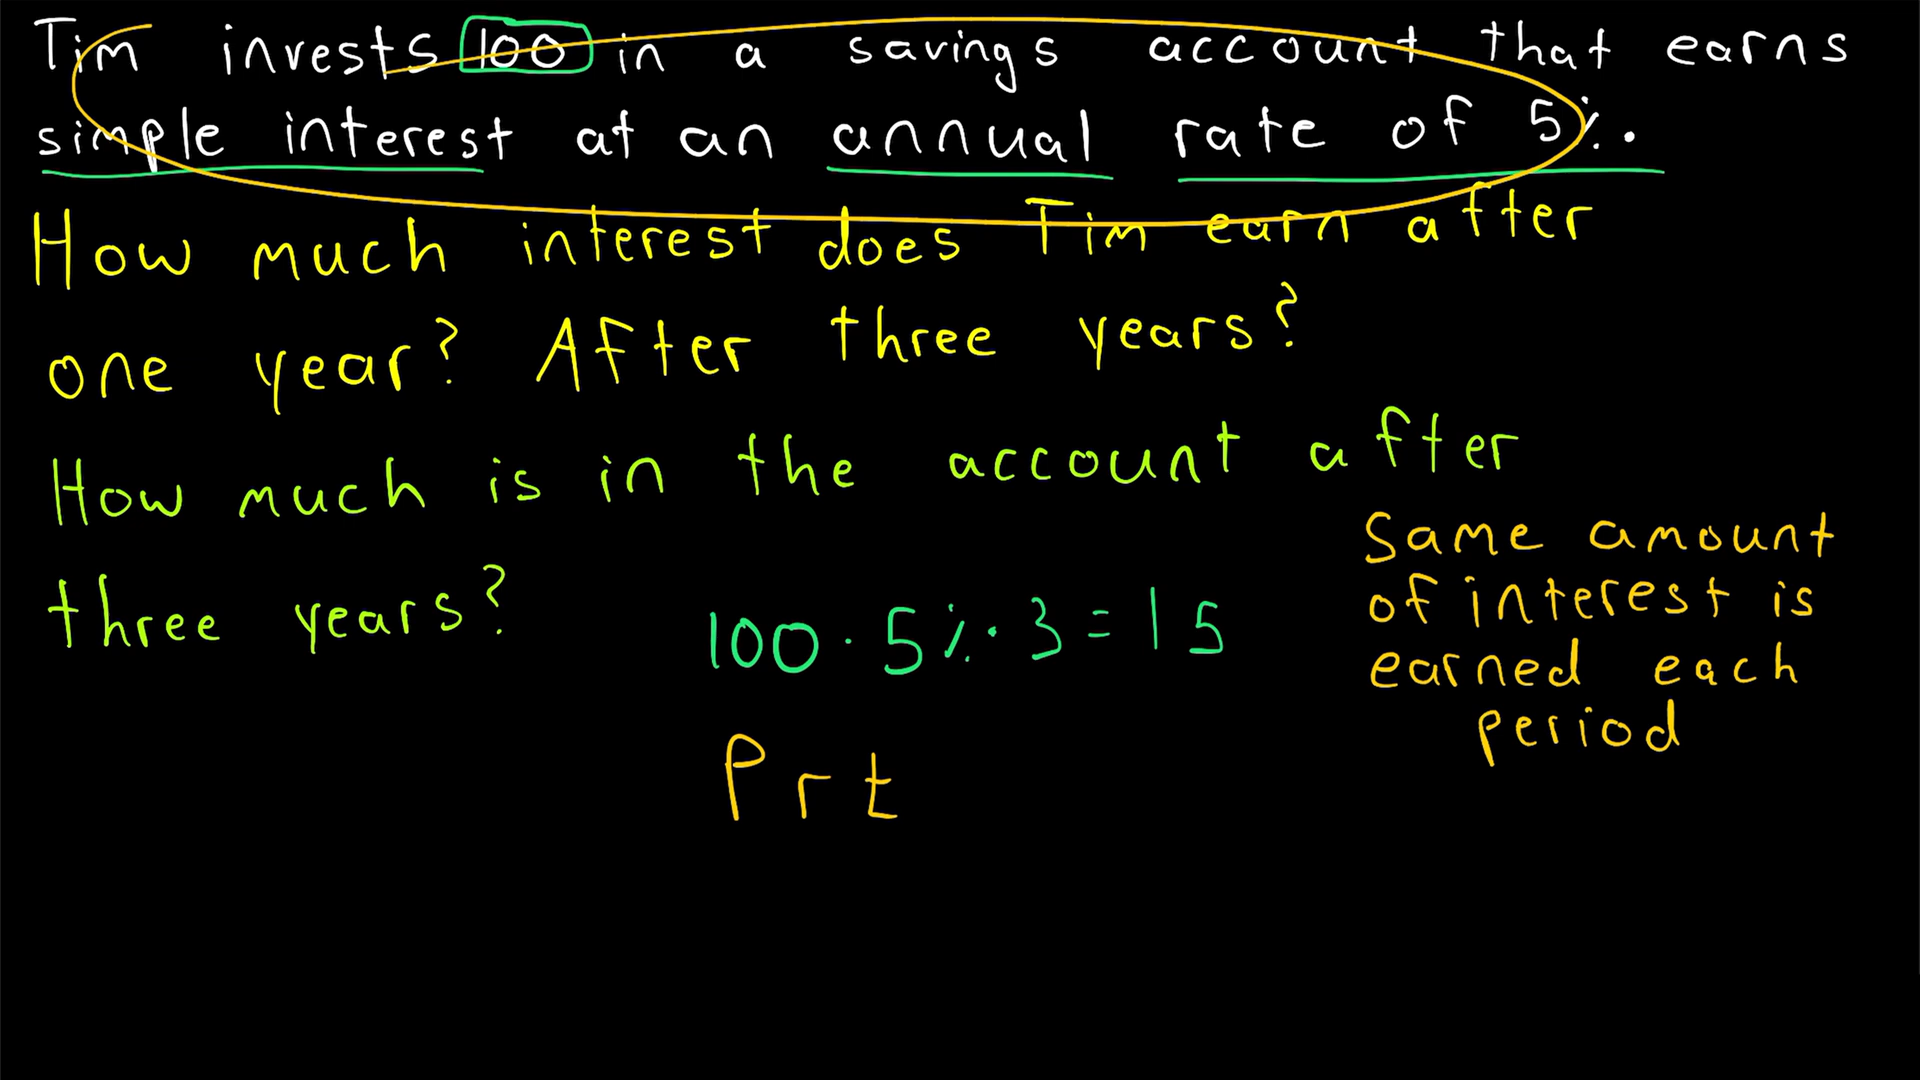 Tim invests 100 in a savings account that earns
simple interest at an annual rate of 5%.
How much interest does Tim earn after
one year? After three years?
How much is in the account after
three years?
100 · 5% · 3 = 15
Prt
Same amount
of interest is
earned each
period